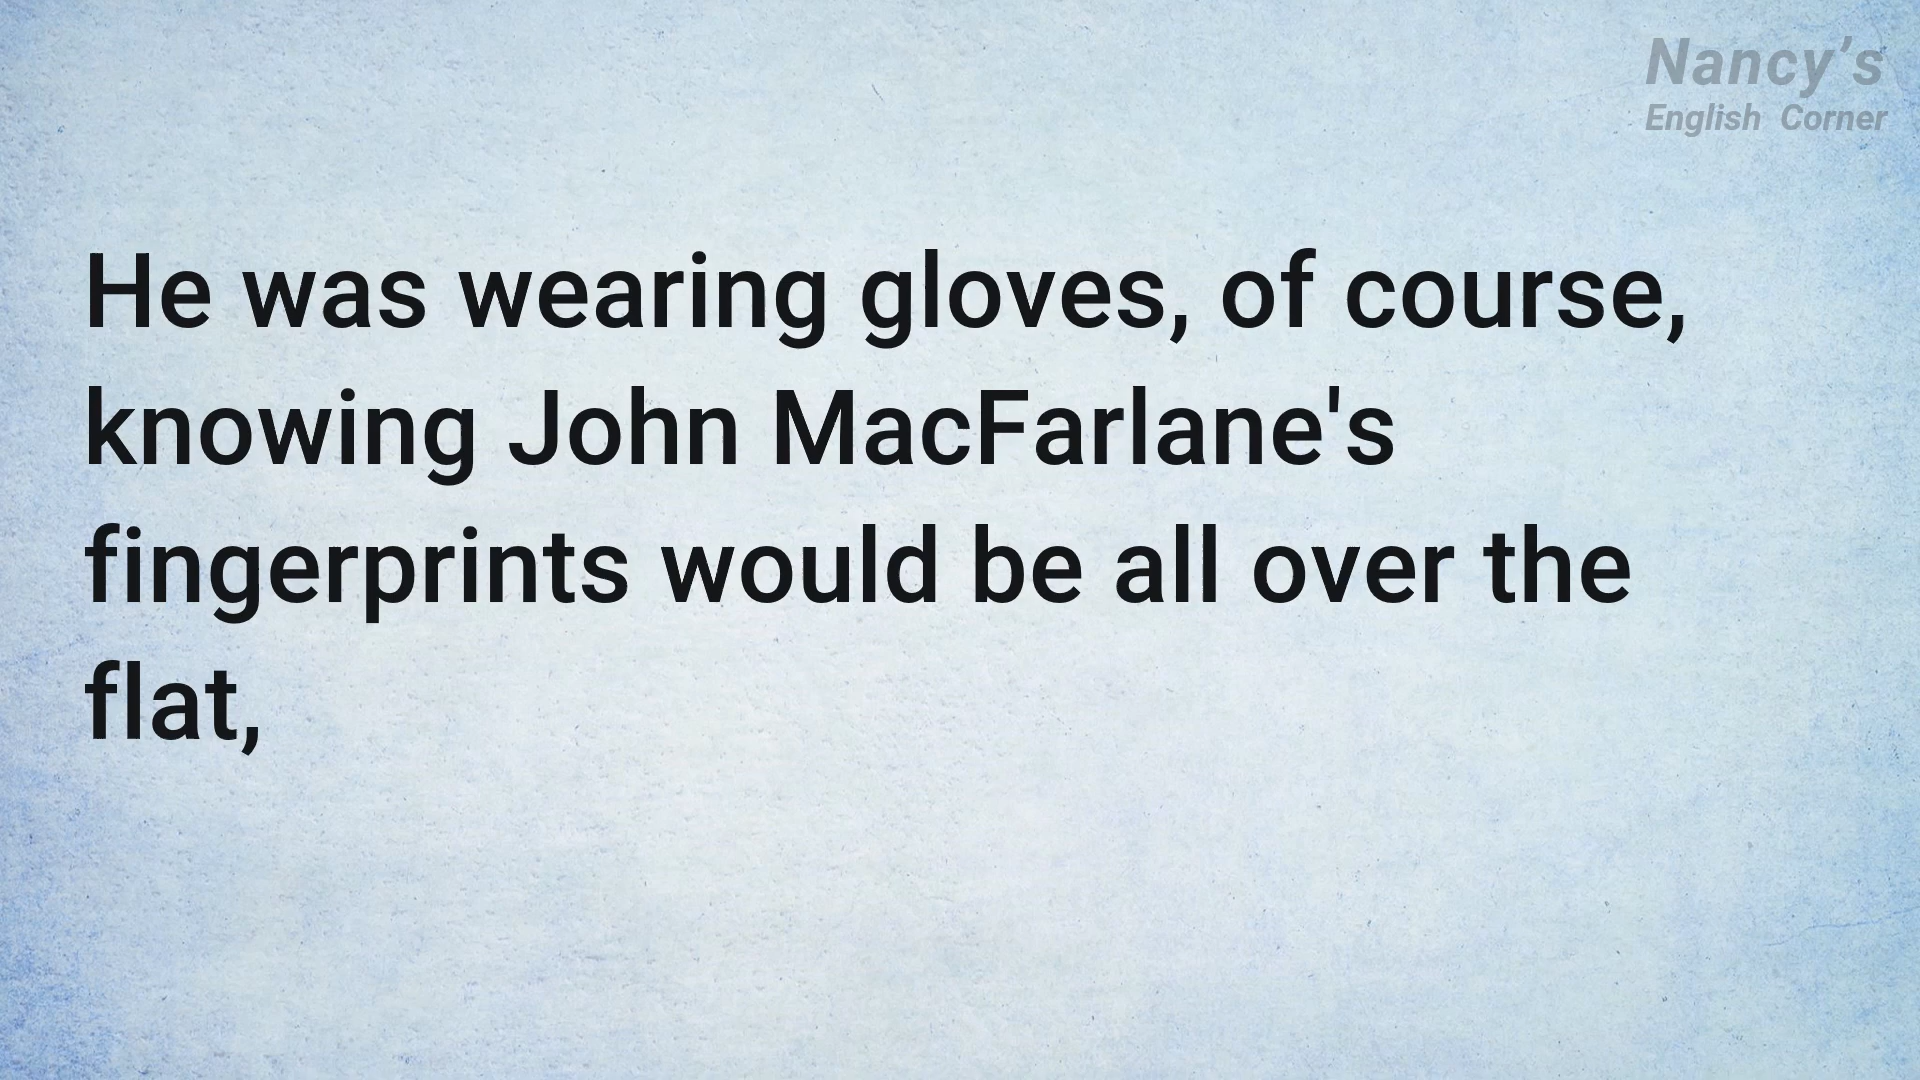 Nancy’s
English Corner
He was wearing gloves, of course,
knowing John MacFarlane's
fingerprints would be all over the
flat,